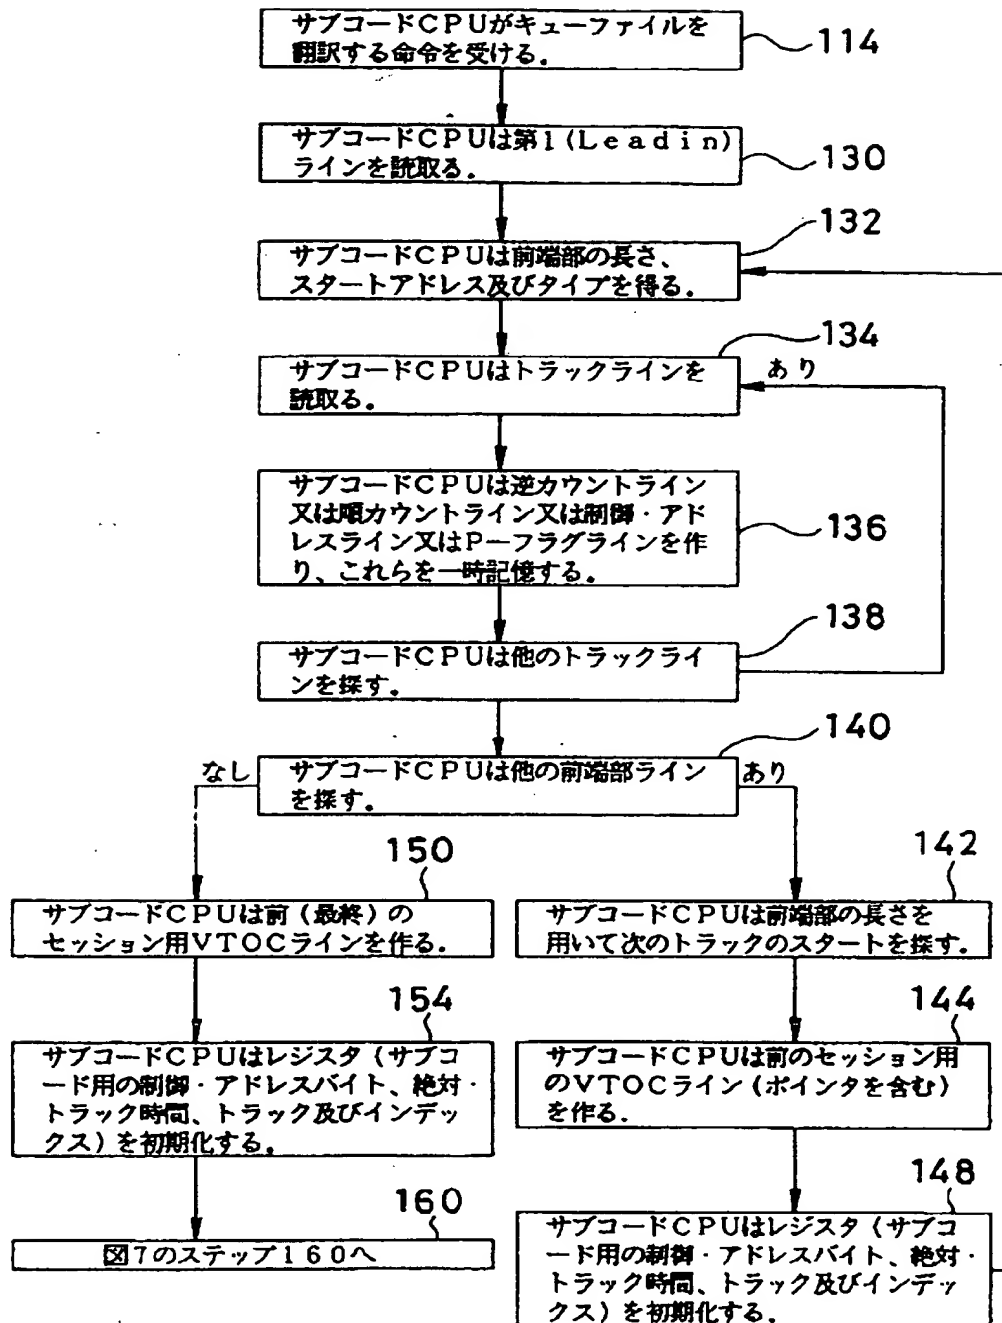 サブコードCPUがキューファイルを
翻訳する命令を受ける.
114
サブコードCPUは第1(Leadin)
ラインを読取る.
130
132
サブコードCPUは前端部の長さ、
スタートアドレス及びタイプを得る.
134
サブコードCPUはトラックラインを
読取る.
あり
サブコードCPUは逆カウントライン
又は順カウントライン又は制御・アド
レスライン又はP－フラグラインを作
り、これらを一時記憶する.
136
138
サブコードCPUは他のトラックライ
ンを探す.
140
なし
サブコードCPUは他の前端部ライン
を探す.
あり
150
サブコードCPUは前(最終)の
セッション用VTOCラインを作る.
142
サブコードCPUは前端部の長さを
用いて次のトラックのスタートを探す.
154
サブコードCPUはレジスタ(サブコ
ード用の制御・アドレスバイト、絶対・
トラック時間、トラック及びインデッ
クス)を初期化する.
144
サブコードCPUは前のセッション用
のVTOCライン(ポインタを含む)
を作る.
160
図7のステップ160へ
148
サブコードCPUはレジスタ(サブコ
ード用の制御・アドレスバイト、絶対・
トラック時間、トラック及びインデッ
クス)を初期化する.